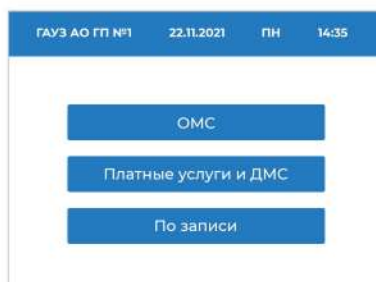 ГАУЗ АО ГП №1 22.11.2021 ПН 14:35
ОМС
Платные услуги и ДМС
По записи